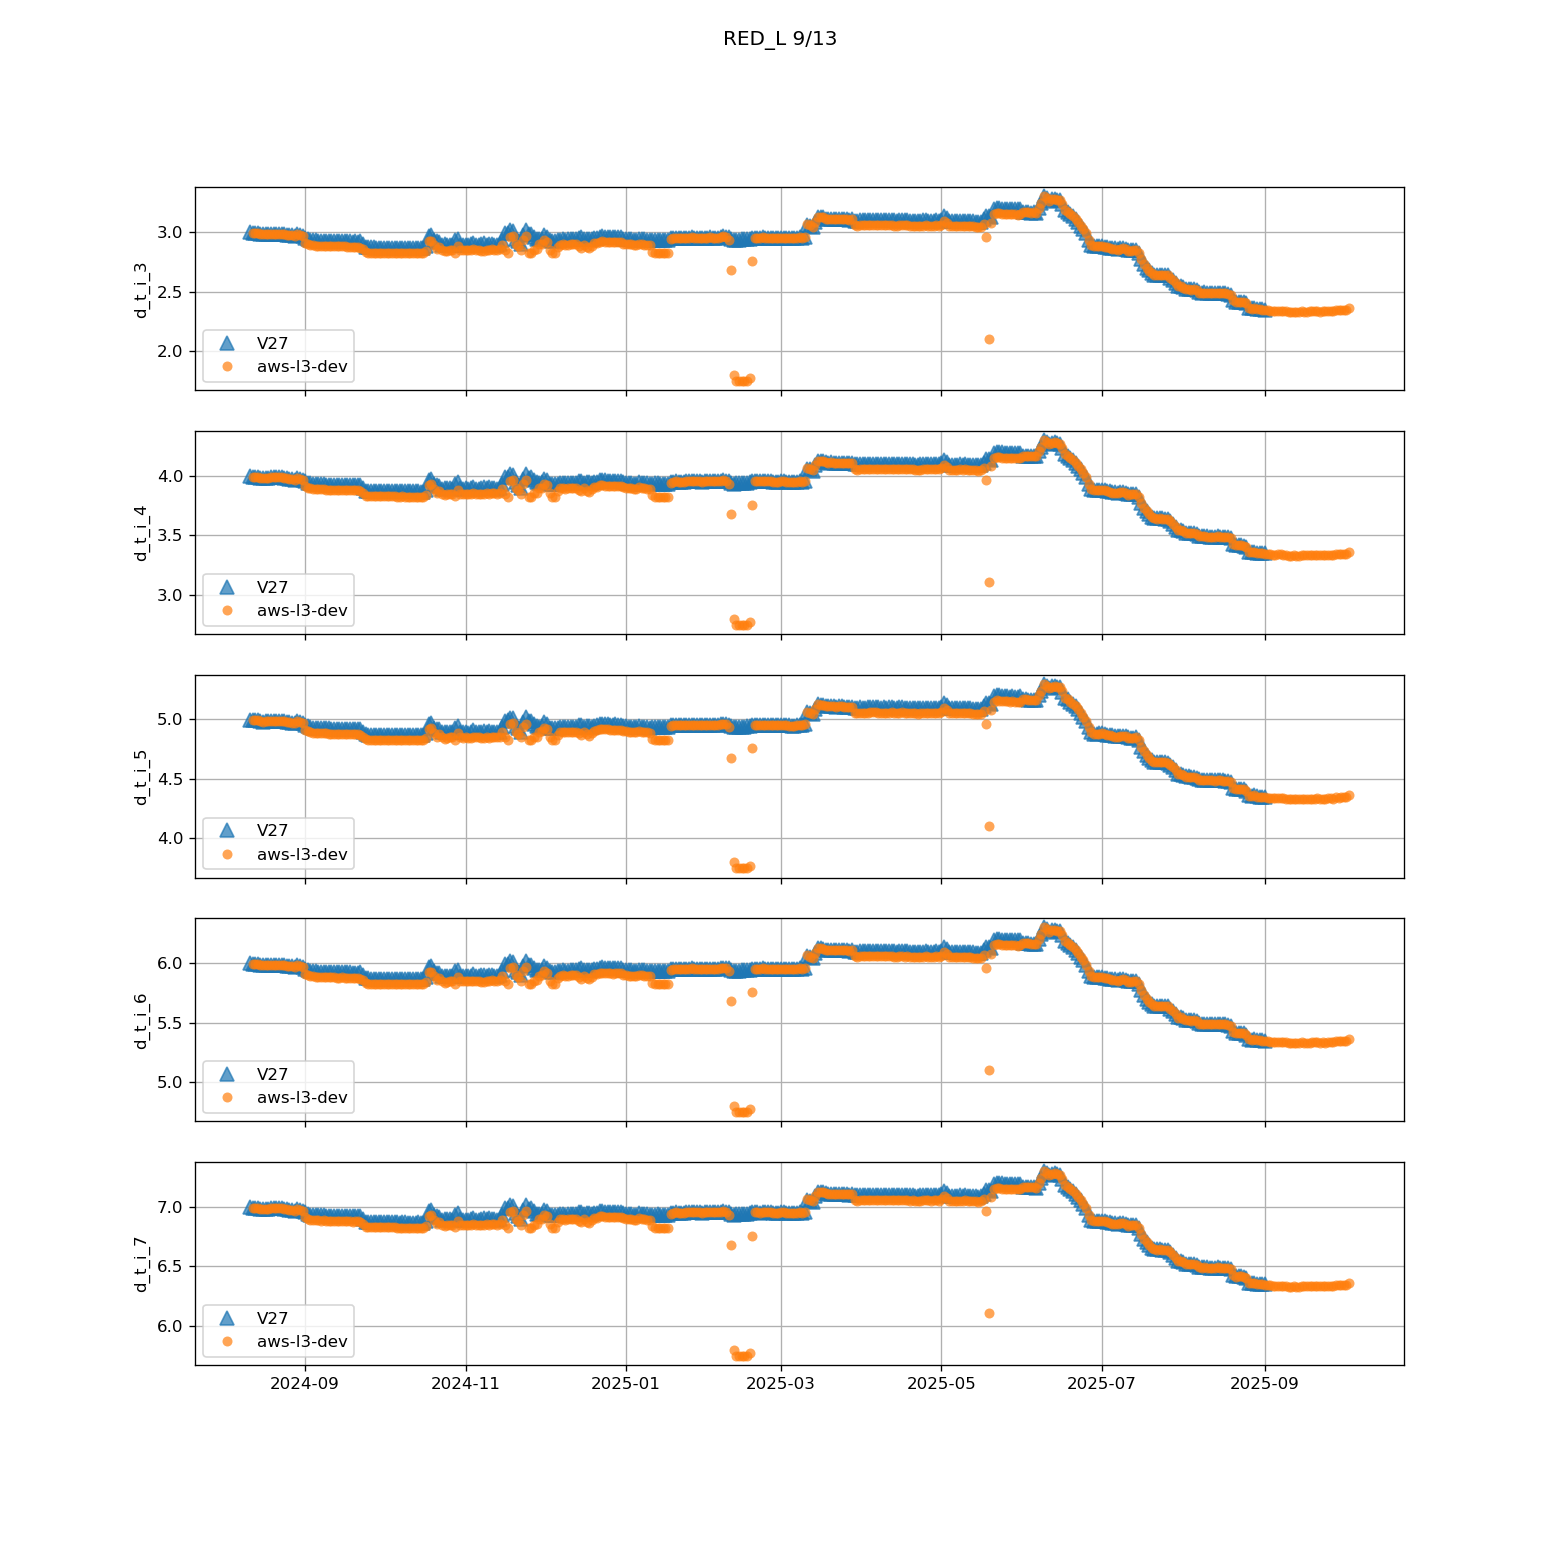 RED_L 9/13
3.0
2.5
2.0
d_t_i_3
V27
aws-l3-dev
4.0
3.5
3.0
d_t_i_4
V27
aws-l3-dev
5.0
4.5
4.0
d_t_i_5
V27
aws-l3-dev
6.0
5.5
5.0
d_t_i_6
V27
aws-l3-dev
7.0
6.5
6.0
d_t_i_7
V27
aws-l3-dev
2024-09 2024-11 2025-01 2025-03 2025-05 2025-07 2025-09